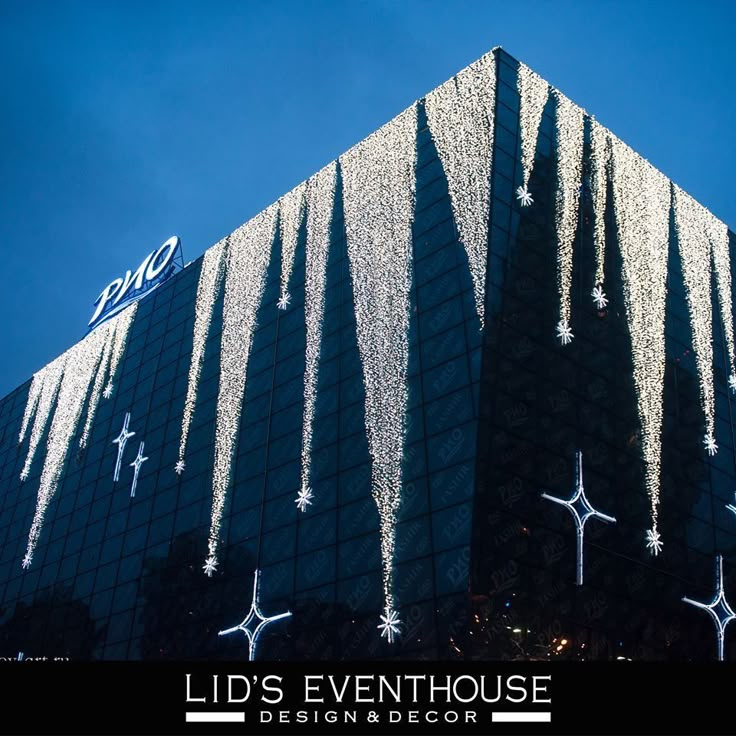 РИО
LID'S EVENTHOUSE
DESIGN & DECOR